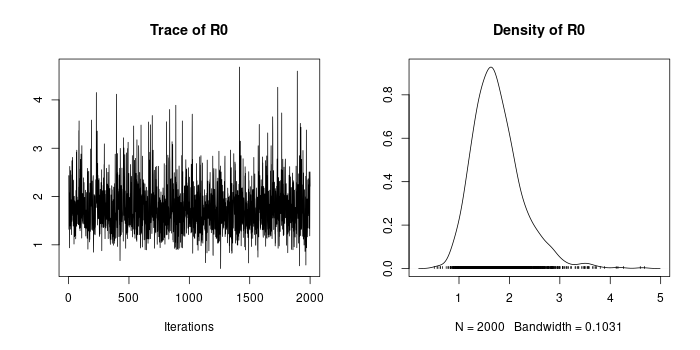 Trace of R0
4
3
2
1
0 500 1000 1500 2000
Iterations
Density of R0
0.8
0.6
0.4
0.2
0.0
1 2 3 4 5
N = 2000 Bandwidth = 0.1031